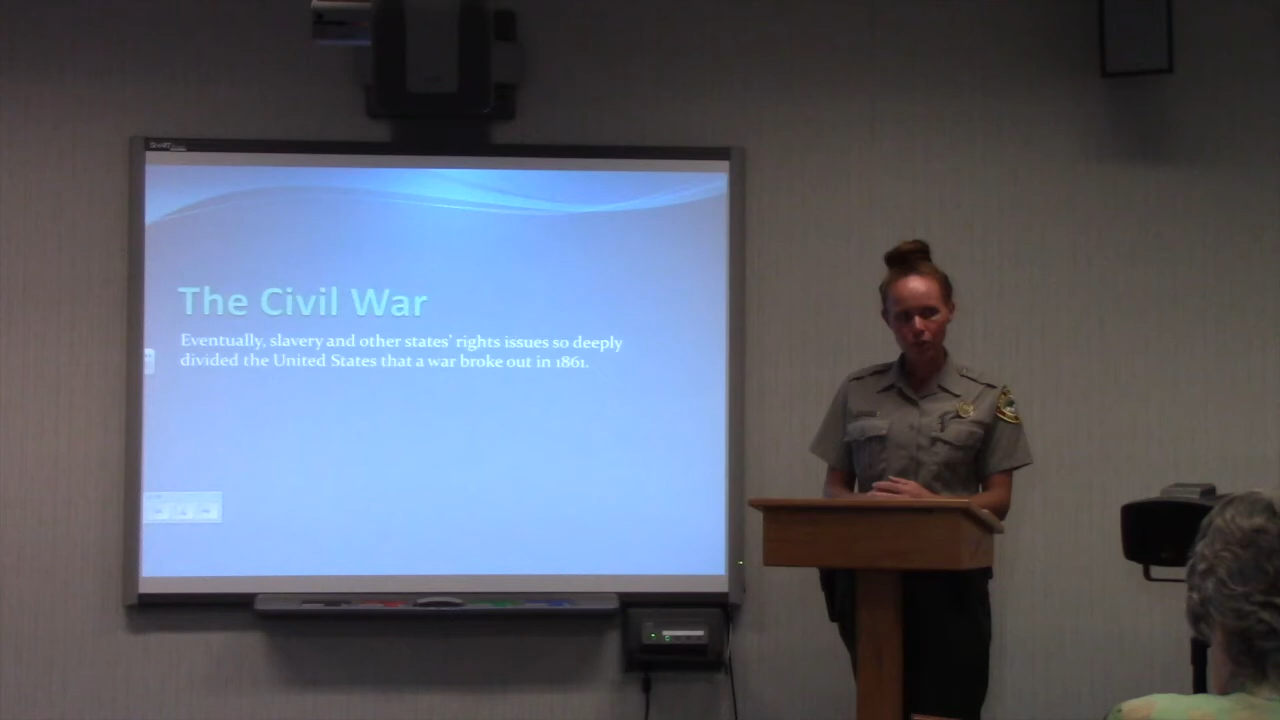 SMART
The Civil War
Eventually, slavery and other states' rights issues so deeply
divided the United States that a war broke out in 1861.